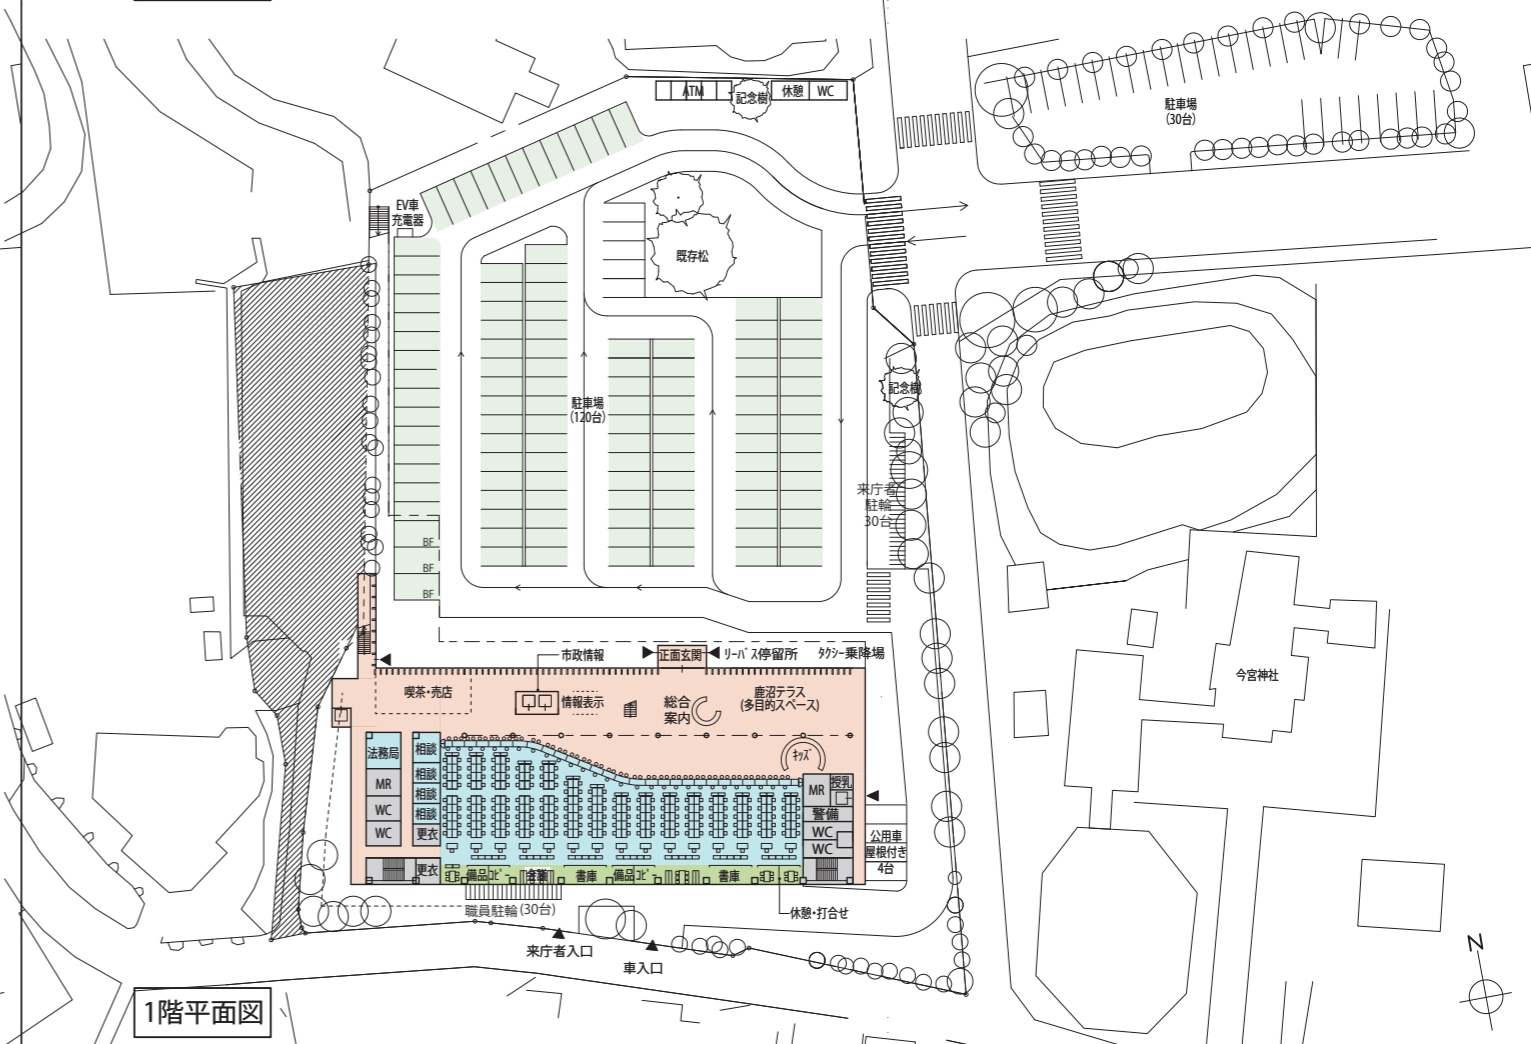 ATM
記念樹
休憩
WC
駐車場
(30台)
EV車
充電器
既存松
駐車場
(120台)
記念樹
来庁者
駐輪
30台
BF
BF
BF
今宮神社
市政情報
正面玄関
リーバス停留所
タクシー乗降場
喫茶・売店
情報表示
総合
案内
鹿沼テラス
(多目的スペース)
キッズ
法務局
相談
MR
相談
相談
WC
相談
WC
更衣
更衣
MR
授乳
警備
WC
WC
公用車
屋根付き
4台
備品コピー
書庫
備品コピー
書庫
休憩・打合せ
職員駐輪(30台)
来庁者入口
車入口
N
1階平面図